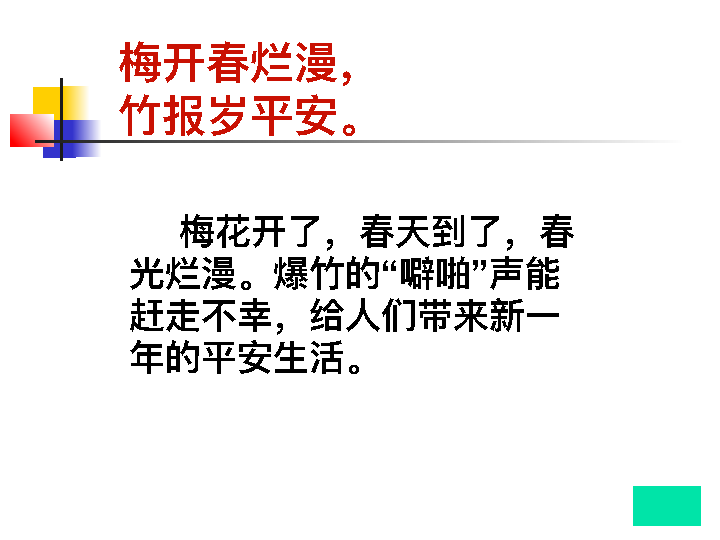 梅开春烂漫，
竹报岁平安。
梅花开了，春天到了，春
光烂漫。爆竹的“噼啪”声能
赶走不幸，给人们带来新一
年的平安生活。